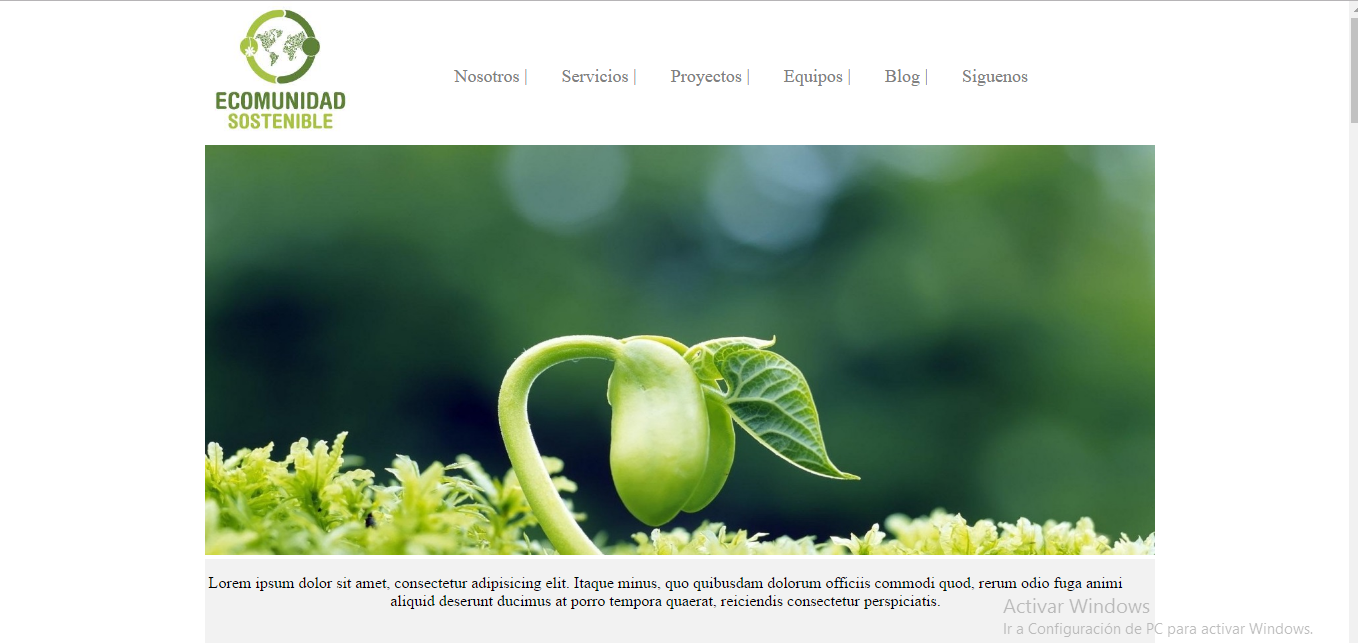 ECOMUNIDAD
SOSTENIBLE
Nosotros | Servicios | Proyectos | Equipos | Blog | Siguenos
Lorem ipsum dolor sit amet, consectetur adipisicing elit. Itaque minus, quo quibusdam dolorum officiis commodi quod, rerum odio fuga animi
aliquid deserunt ducimus at porro tempora quaerat, reiciendis consectetur perspiciatis.
Activar Windows
Ir a Configuración de PC para activar Windows.